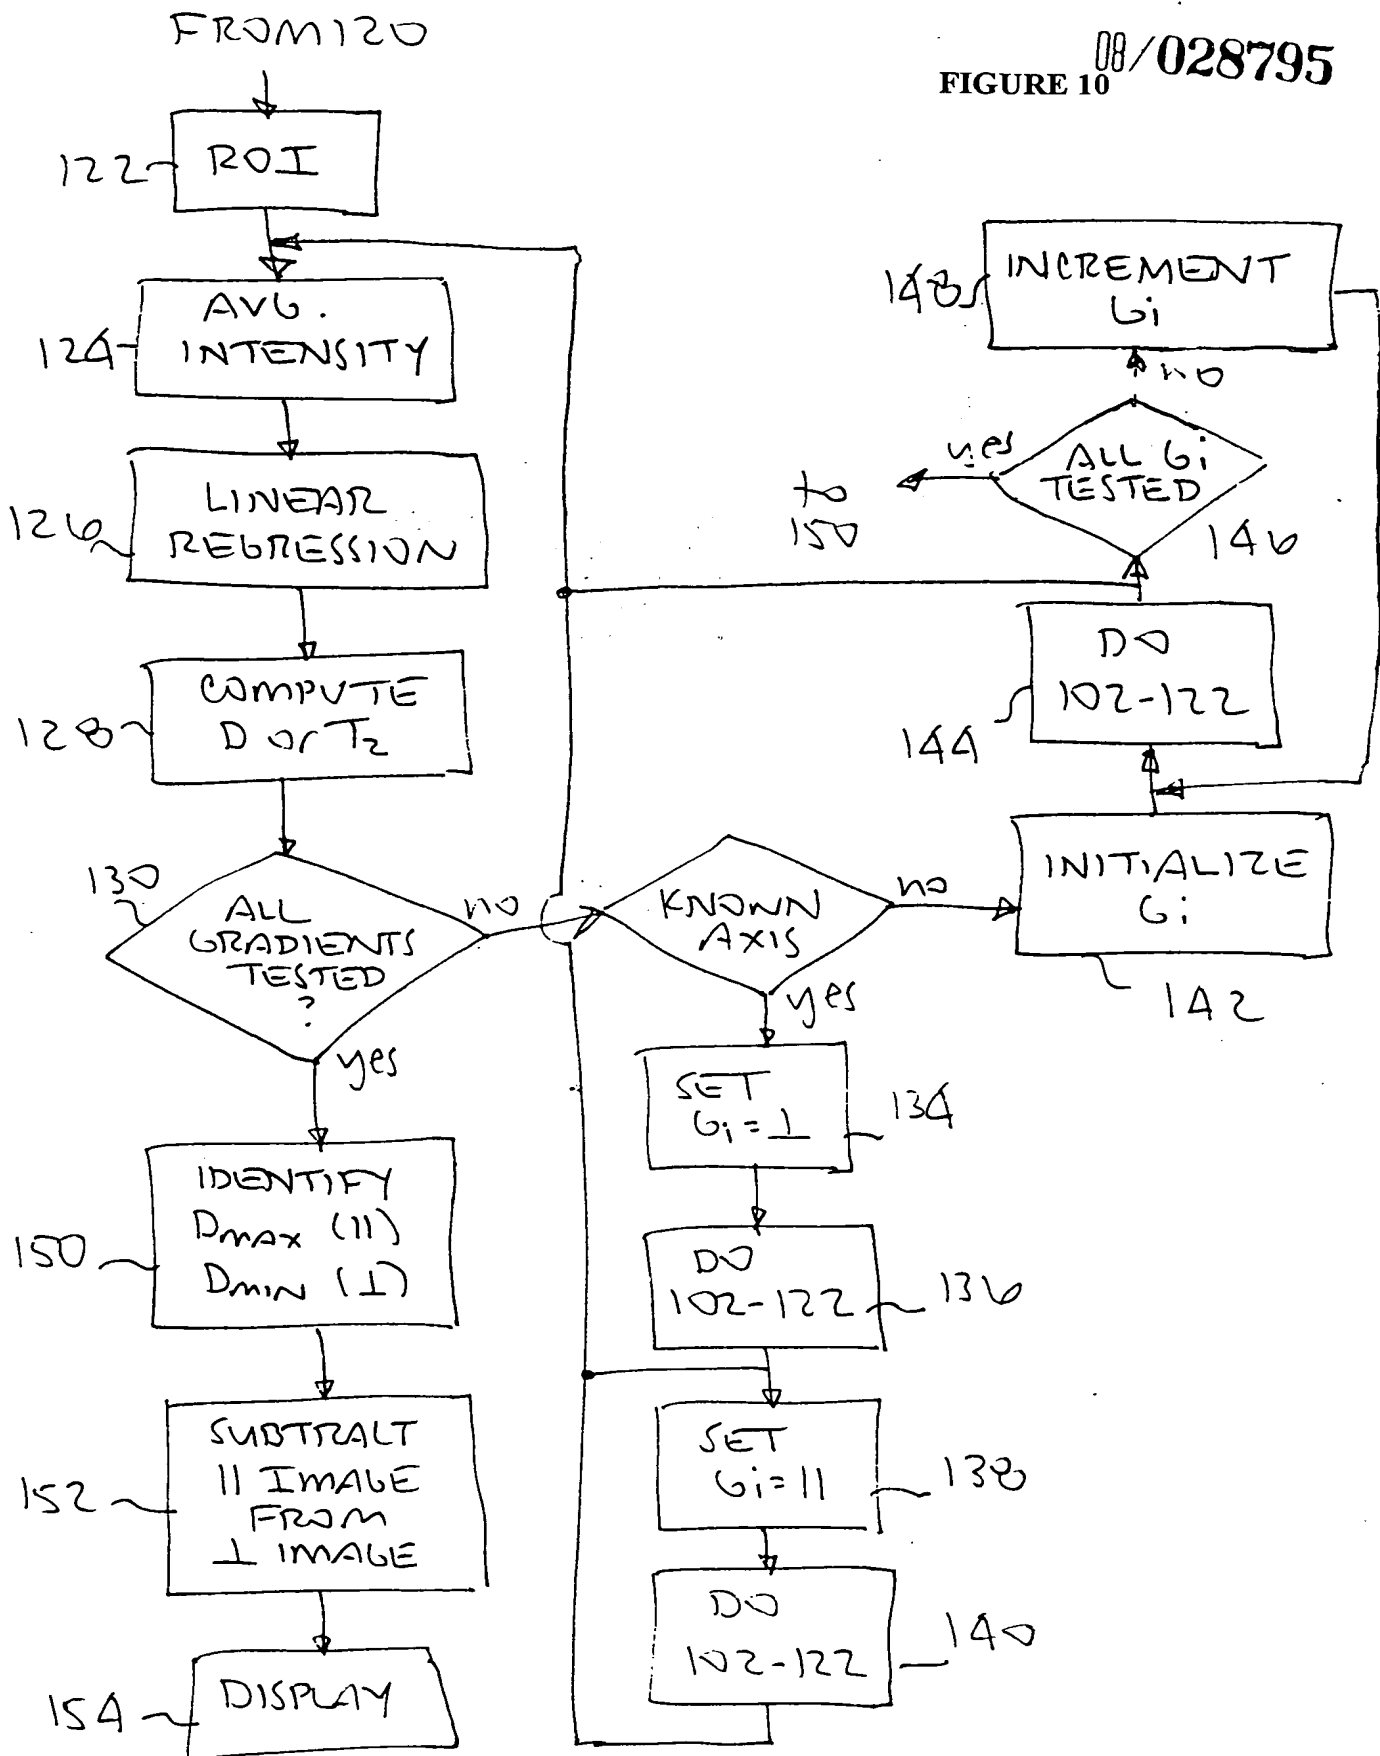 FROM 120
08/028795
FIGURE 10
122
ROI
124
AVG.
INTENSITY
126
LINEAR
REGRESSION
128
COMPUTE
D or T2
130
ALL
GRADIENTS
TESTED
?
no
yes
150
IDENTIFY
DMAX (||)
DMIN (⊥)
152
SUBTRACT
|| IMAGE
FROM
⊥ IMAGE
154
DISPLAY
KNOWN
AXIS
no
yes
SET
Gi = ⊥
134
DO
102-122
136
SET
Gi = ||
138
DO
102-122
140
148
INCREMENT
Gi
no
yes
ALL Gi
TESTED
to
150
146
DO
102-122
144
INITIALIZE
Gi
142